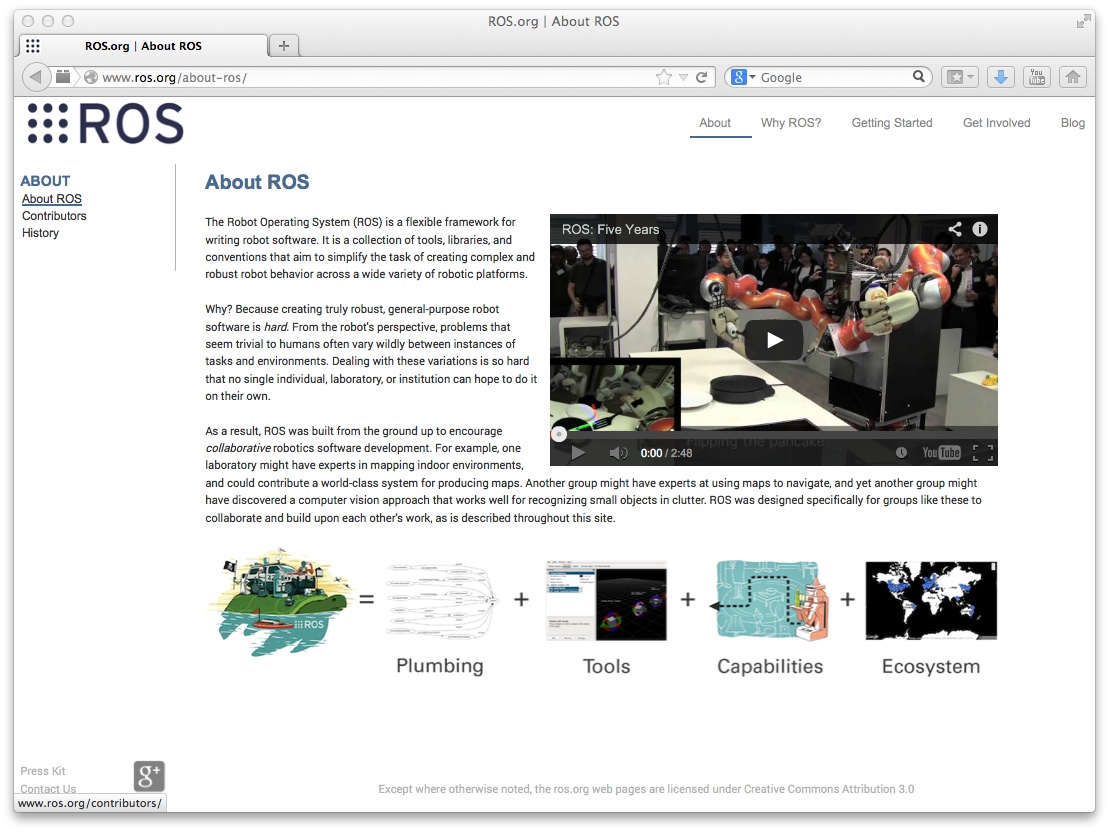 ROS.org | About ROS
ROS.org | About ROS
www.ros.org/about-ros/
Google
You
Tube
ROS
About
Why ROS?
Getting Started
Get Involved
Blog
ABOUT
About ROS
Contributors
History
About ROS
The Robot Operating System (ROS) is a flexible framework for
writing robot software. It is a collection of tools, libraries, and
conventions that aim to simplify the task of creating complex and
robust robot behavior across a wide variety of robotic platforms.
Why? Because creating truly robust, general-purpose robot
software is hard. From the robot's perspective, problems that
seem trivial to humans often vary wildly between instances of
tasks and environments. Dealing with these variations is so hard
that no single individual, laboratory, or institution can hope to do it
on their own.
As a result, ROS was built from the ground up to encourage
collaborative robotics software development. For example, one
laboratory might have experts in mapping indoor environments,
and could contribute a world-class system for producing maps. Another group might have experts at using maps to navigate, and yet another group might
have discovered a computer vision approach that works well for recognizing small objects in clutter. ROS was designed specifically for groups like these to
collaborate and build upon each other's work, as is described throughout this site.
ROS: Five Years
Flipping the pancake
0:00 / 2:48
YouTube
ROS
=
+
+
+
Plumbing
Tools
Capabilities
Ecosystem
Press Kit
Contact Us
g+
Except where otherwise noted, the ros.org web pages are licensed under Creative Commons Attribution 3.0
www.ros.org/contributors/